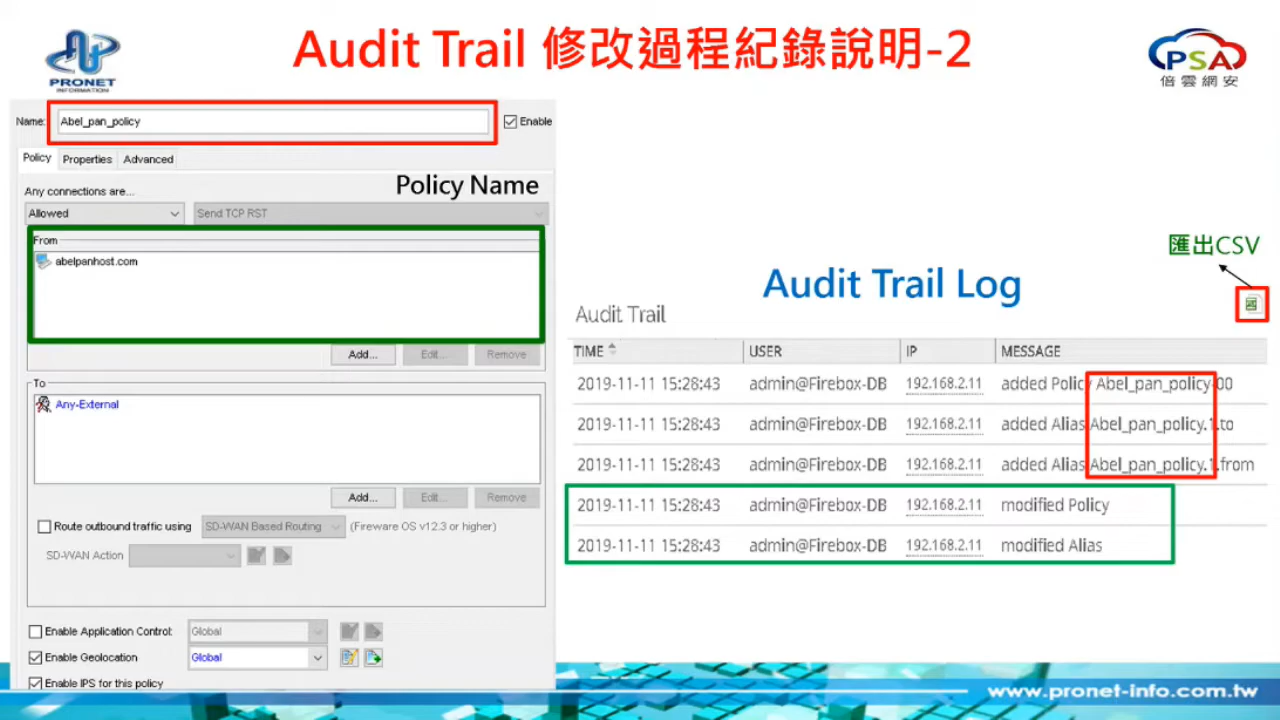 Audit Trail 修改過程紀錄說明-2
PRONET
INFORMATION
PSA
倍雲網安
Name: Abel_pan_policy Enable
Policy Properties Advanced
Policy Name
Any connections are...
Allowed Send TCP RST
From
abelpanhost.com
Add... Edit... Remove
To
Any-External
Add... Edit... Remove
Route outbound traffic using SD-WAN Based Routing (Fireware OS v12.3 or higher)
SD-WAN Action
Enable Application Control: Global
Enable Geolocation Global
Enable IPS for this policy
匯出CSV
Audit Trail Log
Audit Trail
TIME USER IP MESSAGE
2019-11-11 15:28:43 admin@Firebox-DB 192.168.2.11 added Policy Abel_pan_policy-00
2019-11-11 15:28:43 admin@Firebox-DB 192.168.2.11 added Alias Abel_pan_policy.1.to
2019-11-11 15:28:43 admin@Firebox-DB 192.168.2.11 added Alias Abel_pan_policy.1.from
2019-11-11 15:28:43 admin@Firebox-DB 192.168.2.11 modified Policy
2019-11-11 15:28:43 admin@Firebox-DB 192.168.2.11 modified Alias
www.pronet-info.com.tw